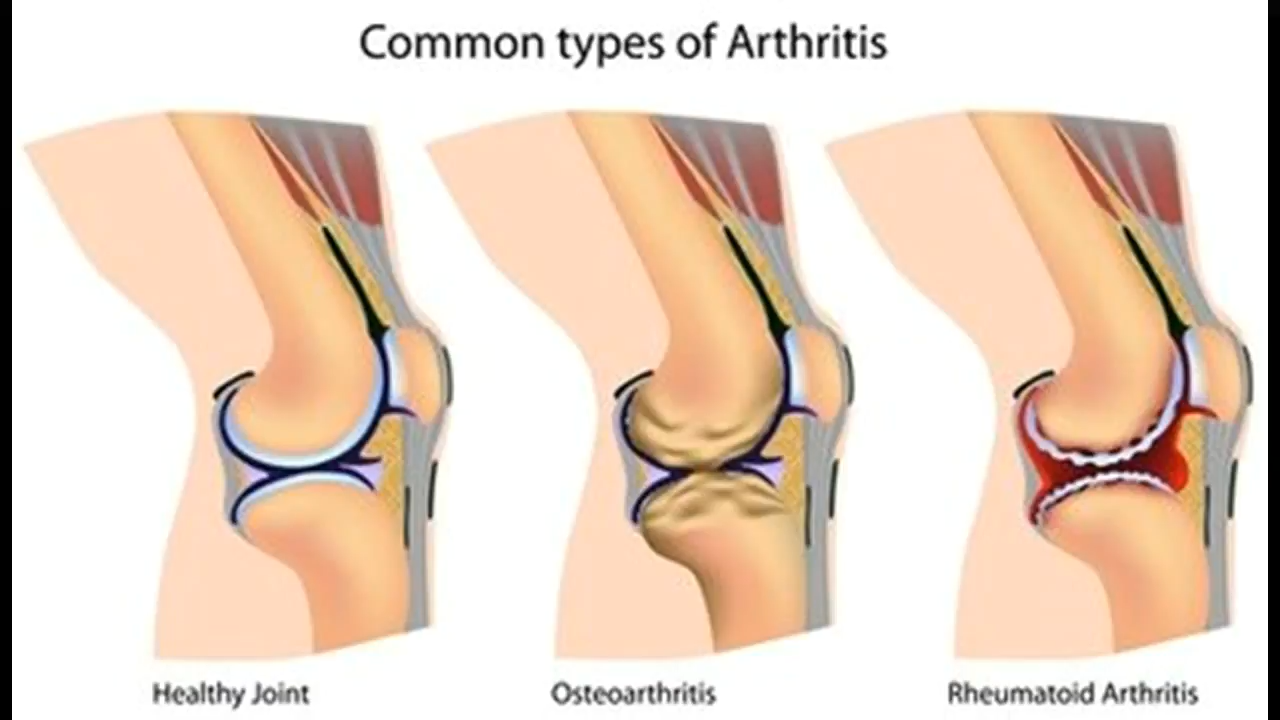 Common types of Arthritis
Healthy Joint
Osteoarthritis
Rheumatoid Arthritis